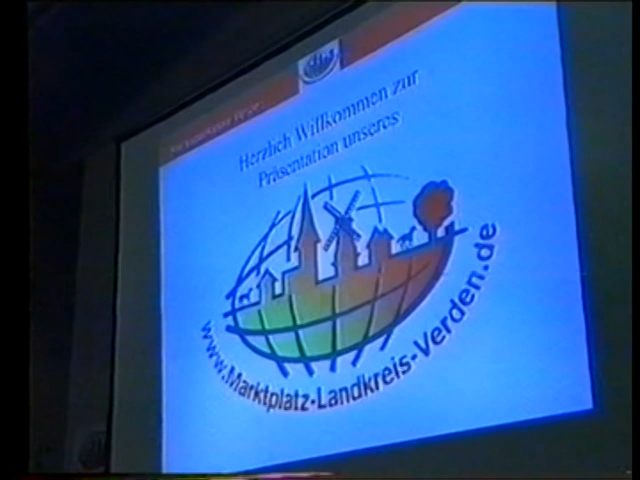 Herzlich Willkommen zur
Präsentation unseres
www.Marktplatz-Landkreis-Verden.de